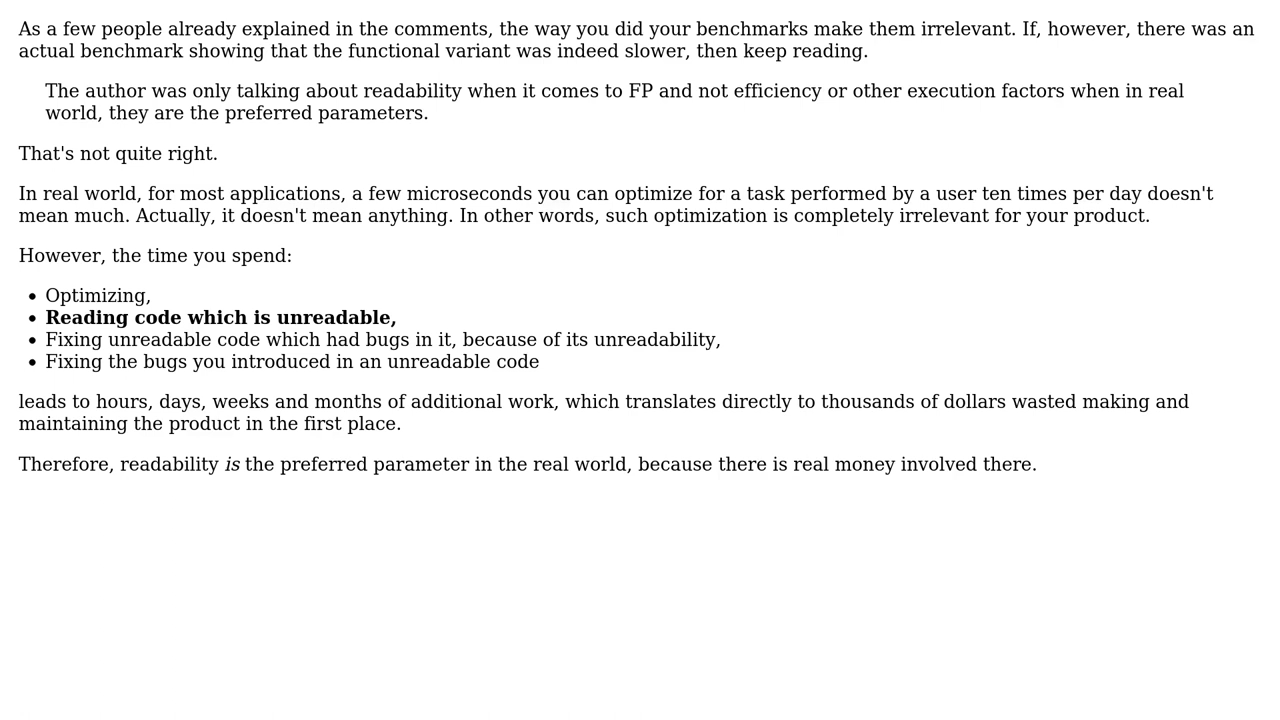 As a few people already explained in the comments, the way you did your benchmarks make them irrelevant. If, however, there was an
actual benchmark showing that the functional variant was indeed slower, then keep reading.
The author was only talking about readability when it comes to FP and not efficiency or other execution factors when in real
world, they are the preferred parameters.
That's not quite right.
In real world, for most applications, a few microseconds you can optimize for a task performed by a user ten times per day doesn't
mean much. Actually, it doesn't mean anything. In other words, such optimization is completely irrelevant for your product.
However, the time you spend:
• Optimizing,
• Reading code which is unreadable,
• Fixing unreadable code which had bugs in it, because of its unreadability,
• Fixing the bugs you introduced in an unreadable code
leads to hours, days, weeks and months of additional work, which translates directly to thousands of dollars wasted making and
maintaining the product in the first place.
Therefore, readability is the preferred parameter in the real world, because there is real money involved there.